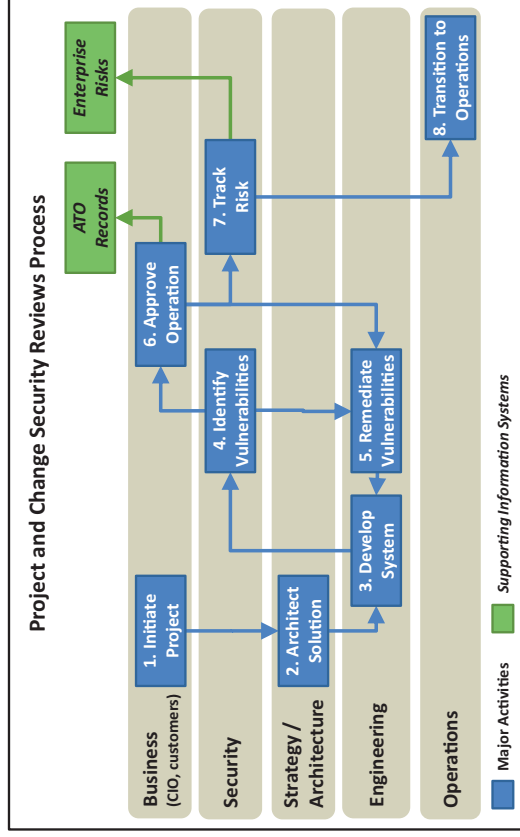 Project and Change Security Reviews Process
ATO
Records
Enterprise
Risks
Business
(CIO, customers)
1. Initiate
Project
6. Approve
Operation
Security
4. Identify
Vulnerabilities
7. Track
Risk
Strategy /
Architecture
2. Architect
Solution
Engineering
3. Develop
System
5. Remediate
Vulnerabilities
Operations
8. Transition to
Operations
Major Activities
Supporting Information Systems